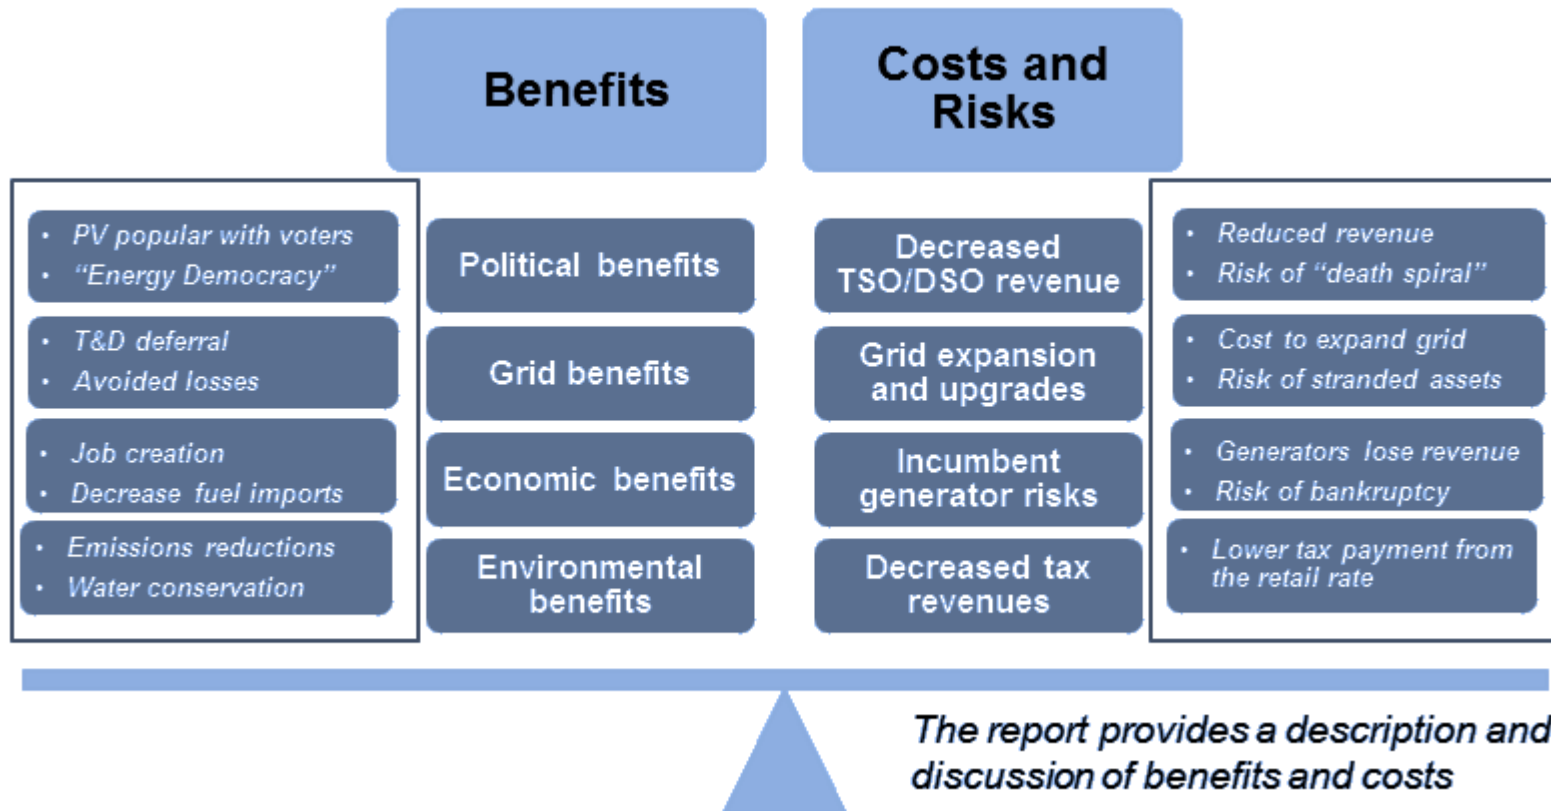 Benefits
Costs and
Risks
• PV popular with voters
• “Energy Democracy”
Political benefits
Decreased
TSO/DSO revenue
• Reduced revenue
• Risk of “death spiral”
• T&D deferral
• Avoided losses
Grid benefits
Grid expansion
and upgrades
• Cost to expand grid
• Risk of stranded assets
• Job creation
• Decrease fuel imports
Economic benefits
Incumbent
generator risks
• Generators lose revenue
• Risk of bankruptcy
• Emissions reductions
• Water conservation
Environmental
benefits
Decreased tax
revenues
• Lower tax payment from
the retail rate
The report provides a description and
discussion of benefits and costs